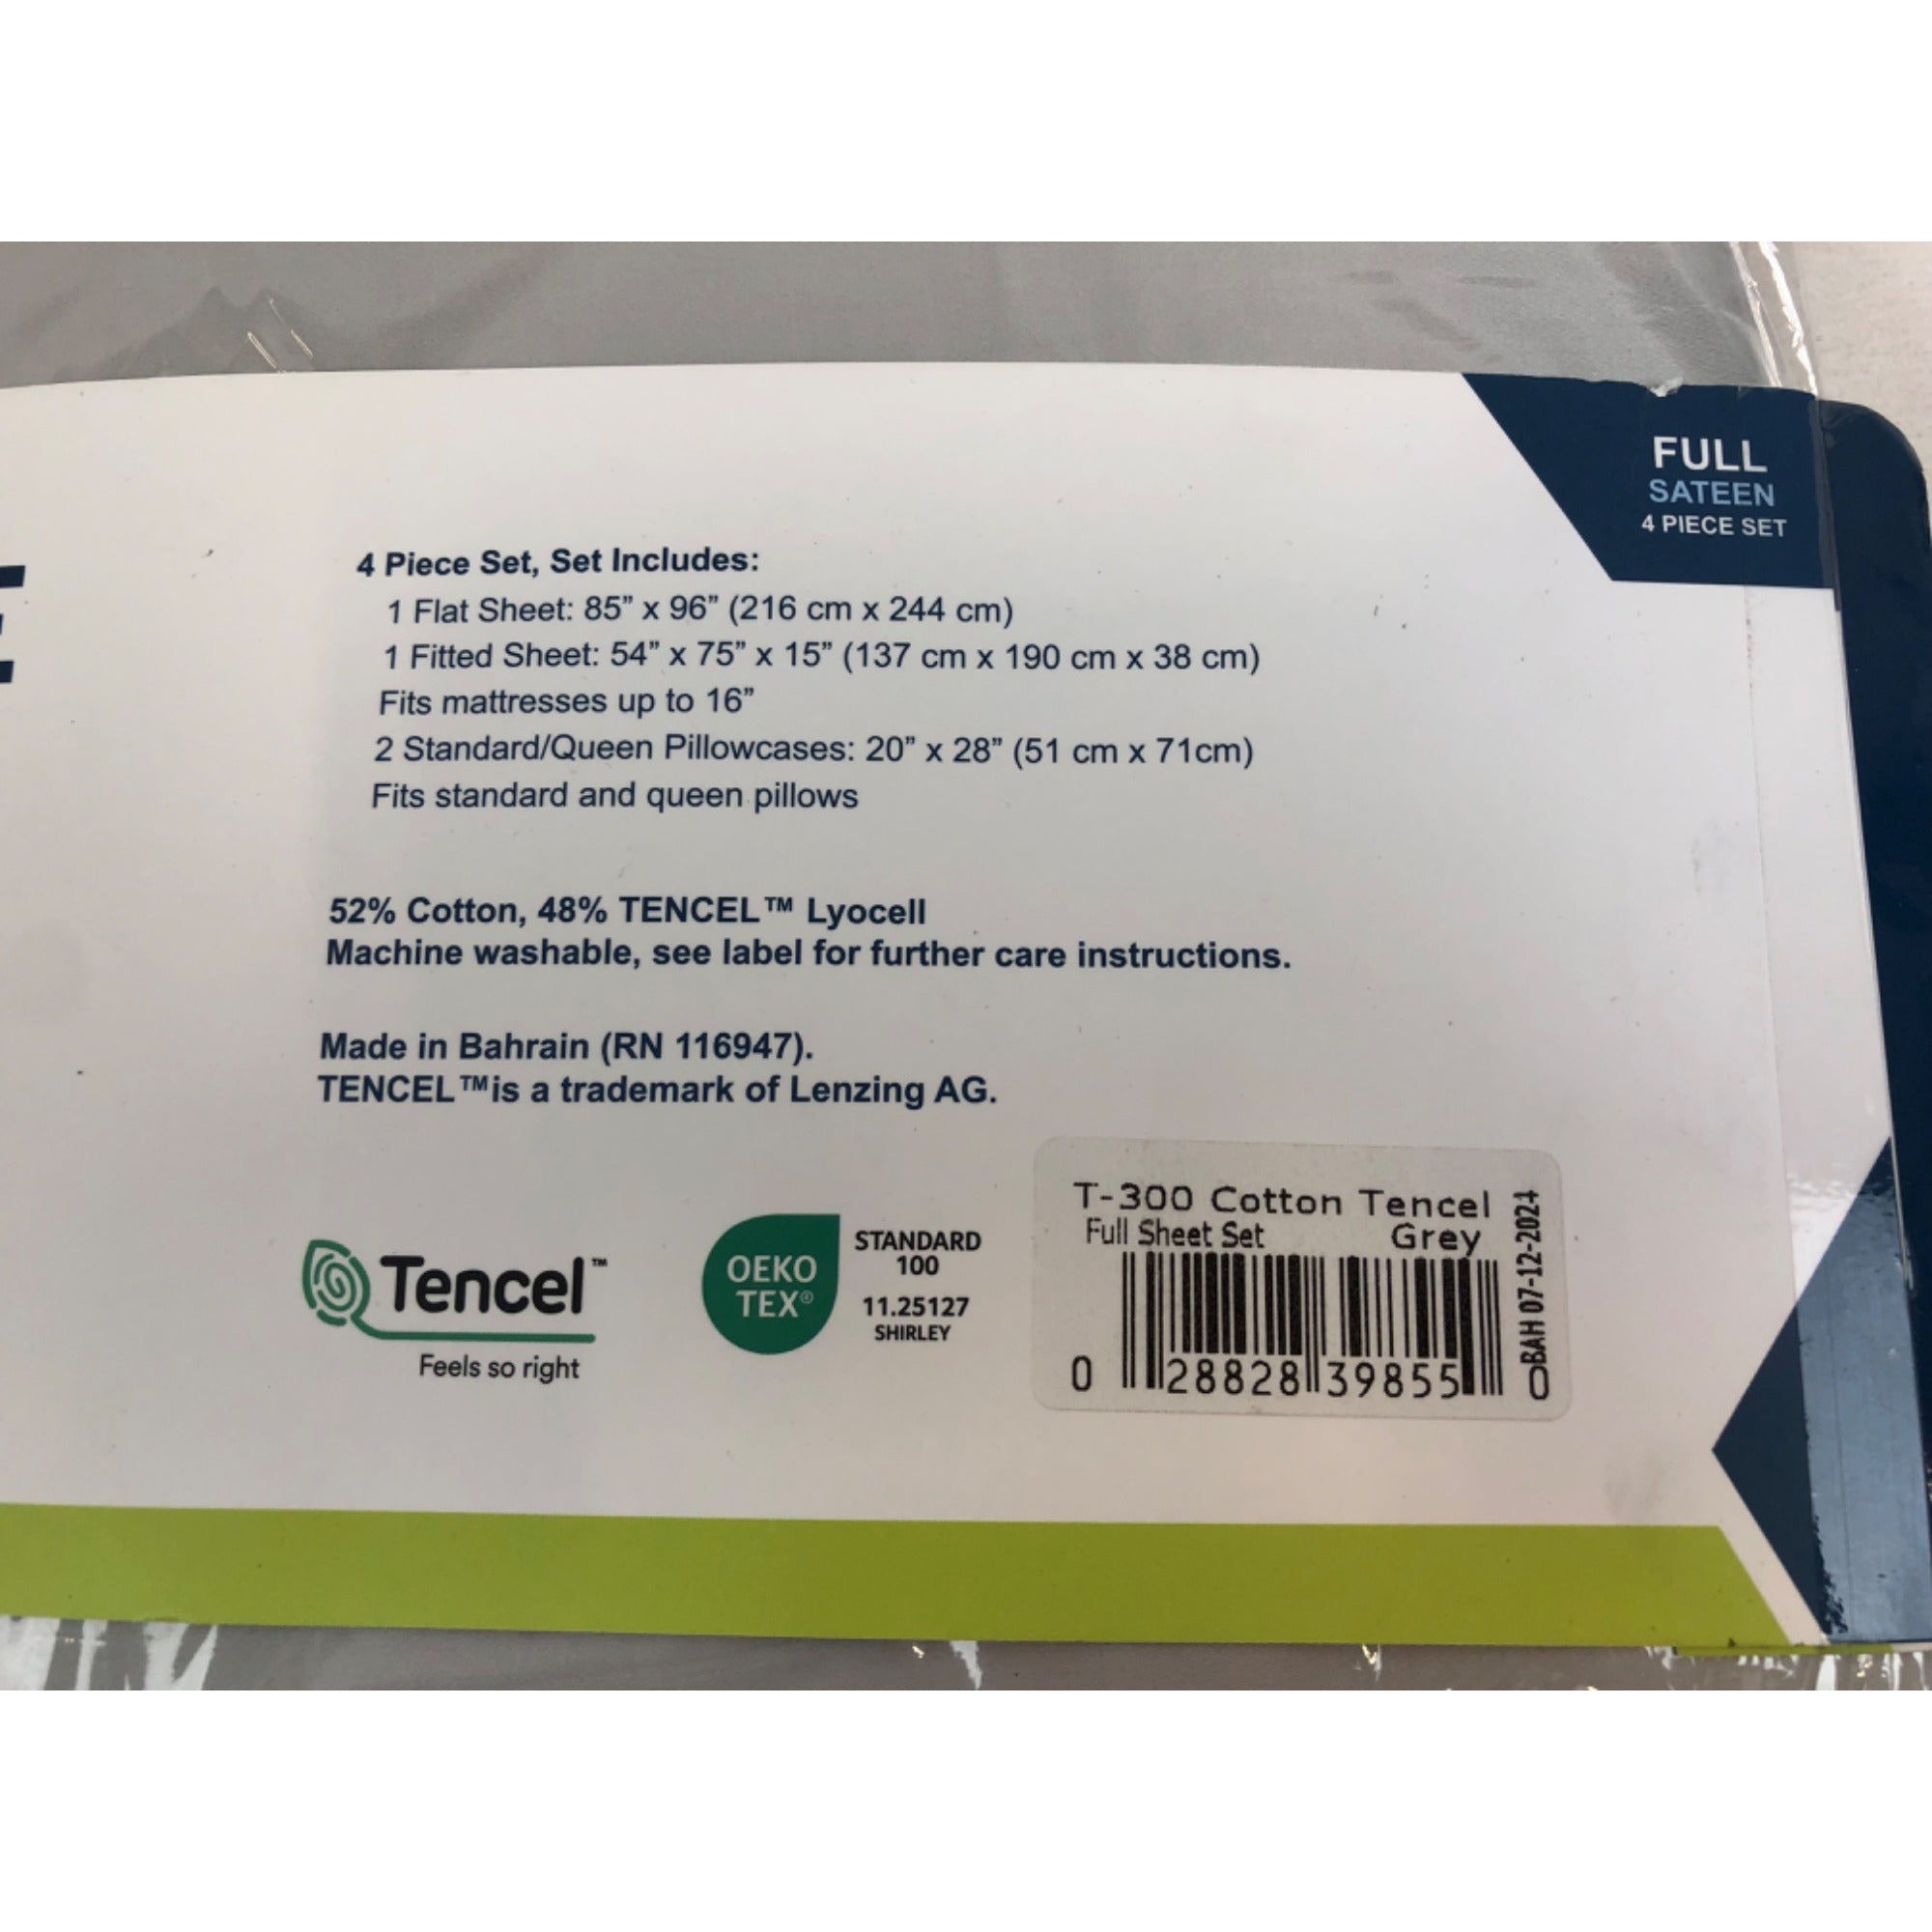 FULL
SATEEN
4 PIECE SET
4 Piece Set, Set Includes:
1 Flat Sheet: 85” x 96” (216 cm x 244 cm)
1 Fitted Sheet: 54” x 75” x 15” (137 cm x 190 cm x 38 cm)
Fits mattresses up to 16”
2 Standard/Queen Pillowcases: 20” x 28” (51 cm x 71cm)
Fits standard and queen pillows
52% Cotton, 48% TENCEL™ Lyocell
Machine washable, see label for further care instructions.
Made in Bahrain (RN 116947).
TENCEL™is a trademark of Lenzing AG.
Tencel™
Feels so right
OEKO
TEX®
STANDARD
100
11.25127
SHIRLEY
T-300 Cotton Tencel
Full Sheet Set Grey
BAH 07-12-2024
0 28828 39855 0